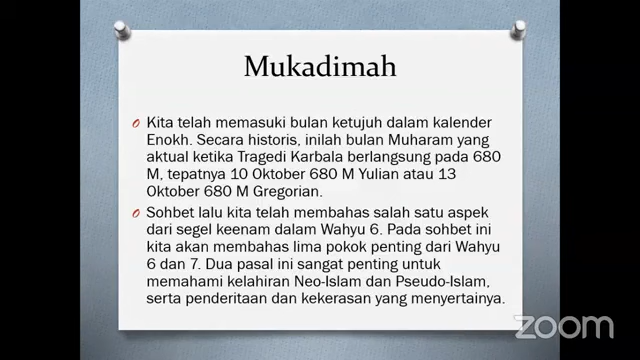 Mukadimah
Kita telah memasuki bulan ketujuh dalam kalender
Enokh. Secara historis, inilah bulan Muharam yang
aktual ketika Tragedi Karbala berlangsung pada 680
M, tepatnya 10 Oktober 680 M Yulian atau 13
Oktober 680 M Gregorian.
Sohbet lalu kita telah membahas salah satu aspek
dari segel keenam dalam Wahyu 6. Pada sohbet ini
kita akan membahas lima pokok penting dari Wahyu
6 dan 7. Dua pasal ini sangat penting untuk
memahami kelahiran Neo-Islam dan Pseudo-Islam,
serta penderitaan dan kekerasan yang menyertainya.
zoom